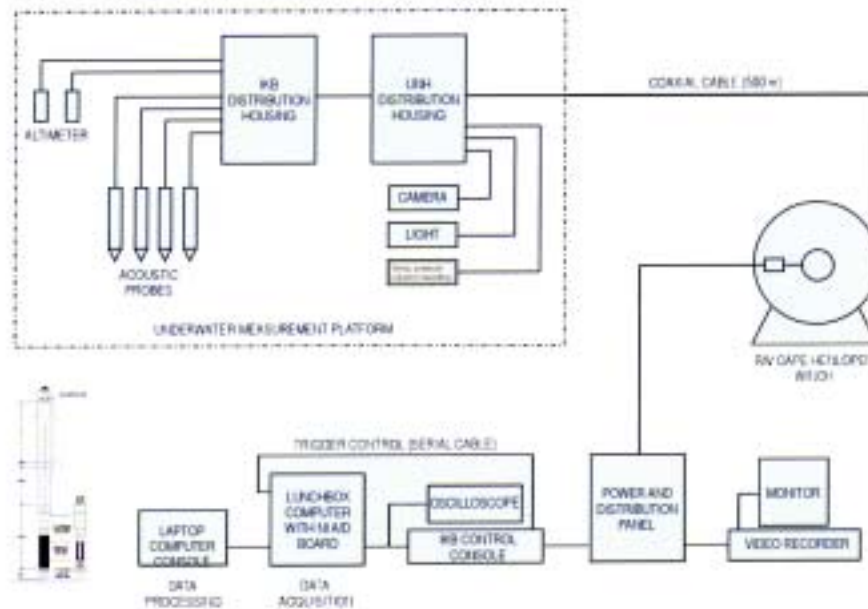 IKB
DISTRIBUTION
HOUSING
UNH
DISTRIBUTION
HOUSING
COAXIAL CABLE (500 m)
ALTIMETER
CAMERA
LIGHT
ACOUSTIC
PROBES
UNDERWATER MEASUREMENT PLATFORM
R/V CAPE HENLOPEN
WINCH
TRIGGER CONTROL (SERIAL CABLE)
LAPTOP
COMPUTER
CONSOLE
LUNCHBOX
COMPUTER
WITH NI A/D
BOARD
OSCILLOSCOPE
IKB CONTROL
CONSOLE
POWER AND
DISTRIBUTION
PANEL
MONITOR
VIDEO RECORDER
DATA
PROCESSING
DATA
ACQUISITION